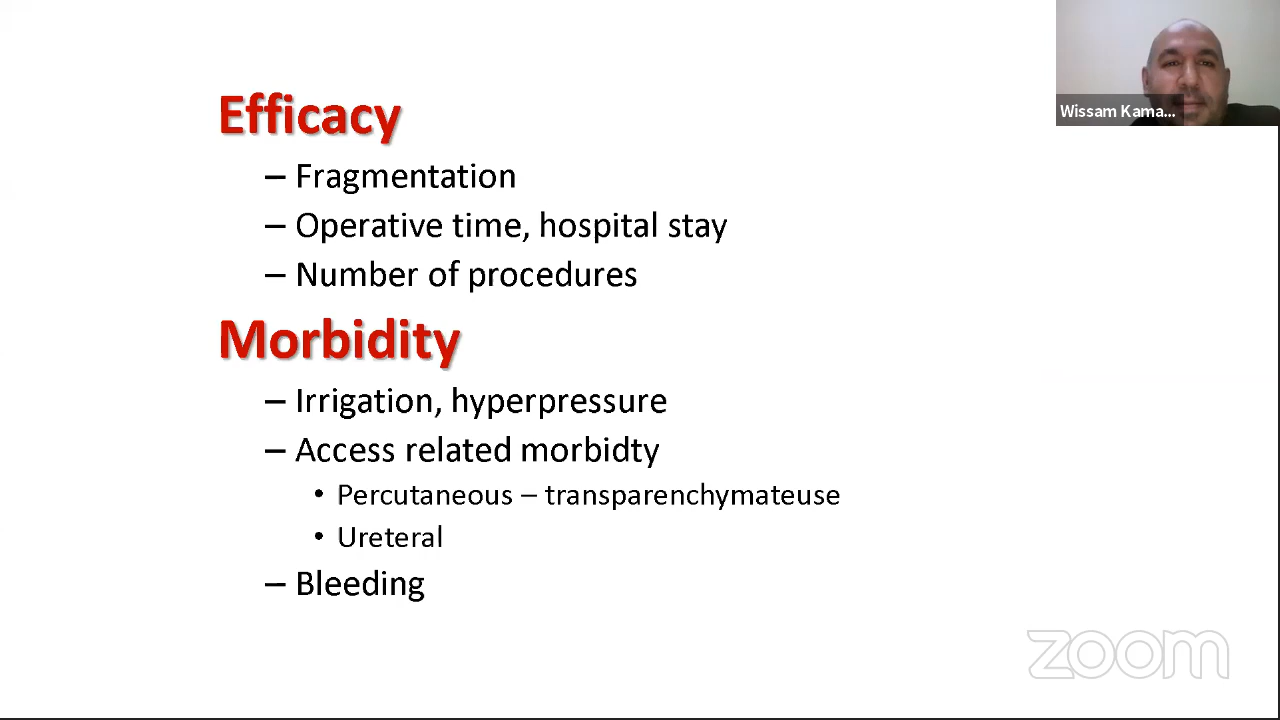 Efficacy
– Fragmentation
– Operative time, hospital stay
– Number of procedures
Morbidity
– Irrigation, hyperpressure
– Access related morbidty
• Percutaneous – transparenchymateuse
• Ureteral
– Bleeding
Wissam Kama...
zoom